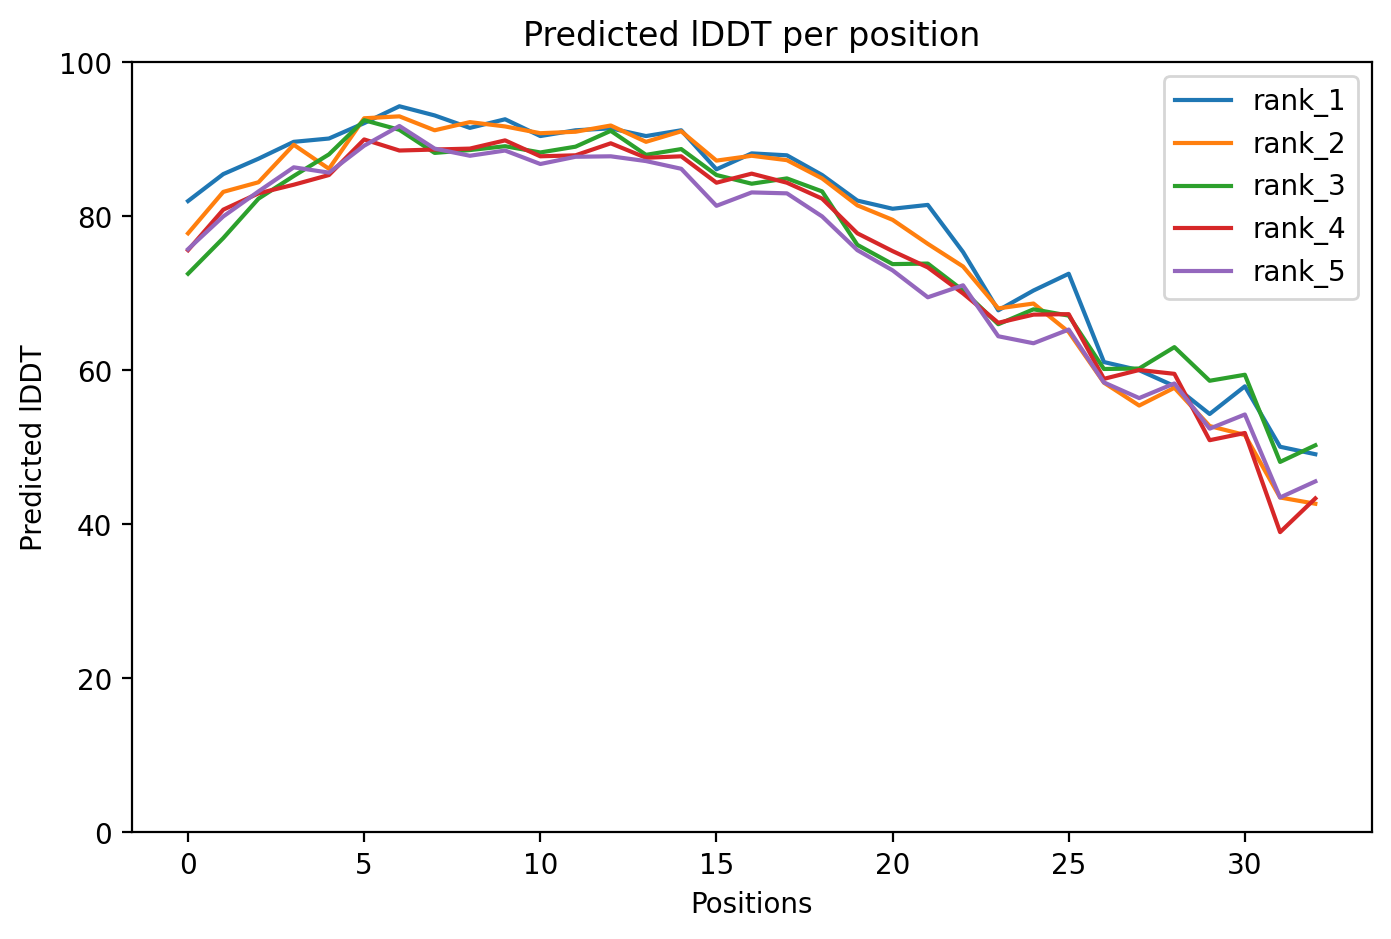 Predicted lDDT per position
100
80
60
40
20
0
Predicted lDDT
rank_1
rank_2
rank_3
rank_4
rank_5
0 5 10 15 20 25 30
Positions